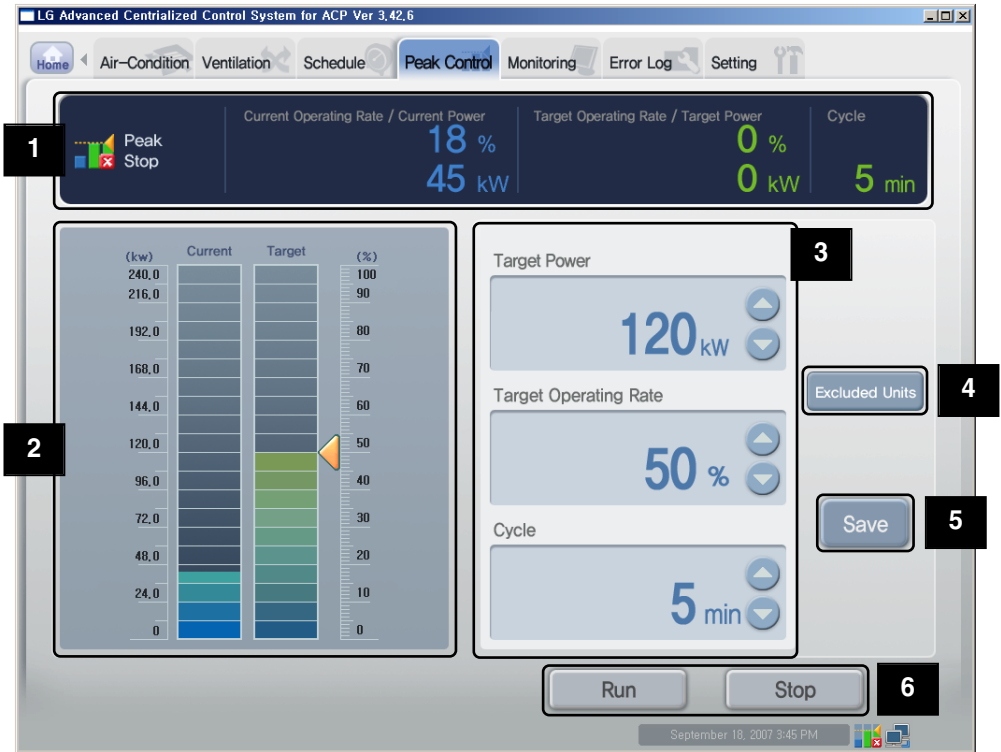 LG Advanced Centralized Control System for ACP Ver 3,42,6
Home Air-Condition Ventilation Schedule Peak Control Monitoring Error Log Setting
1
Peak
Stop
Current Operating Rate / Current Power
18 %
45 kW
Target Operating Rate / Target Power
0 %
0 kW
Cycle
5 min
2
(kw) Current Target (%)
240,0 100
216,0 90
192,0 80
168,0 70
144,0 60
120,0 50
96,0 40
72,0 30
48,0 20
24,0 10
0 0
3
Target Power
120 kW
Target Operating Rate
50 %
Cycle
5 min
Excluded Units 4
Save 5
Run Stop 6
September 18, 2007 3:45 PM